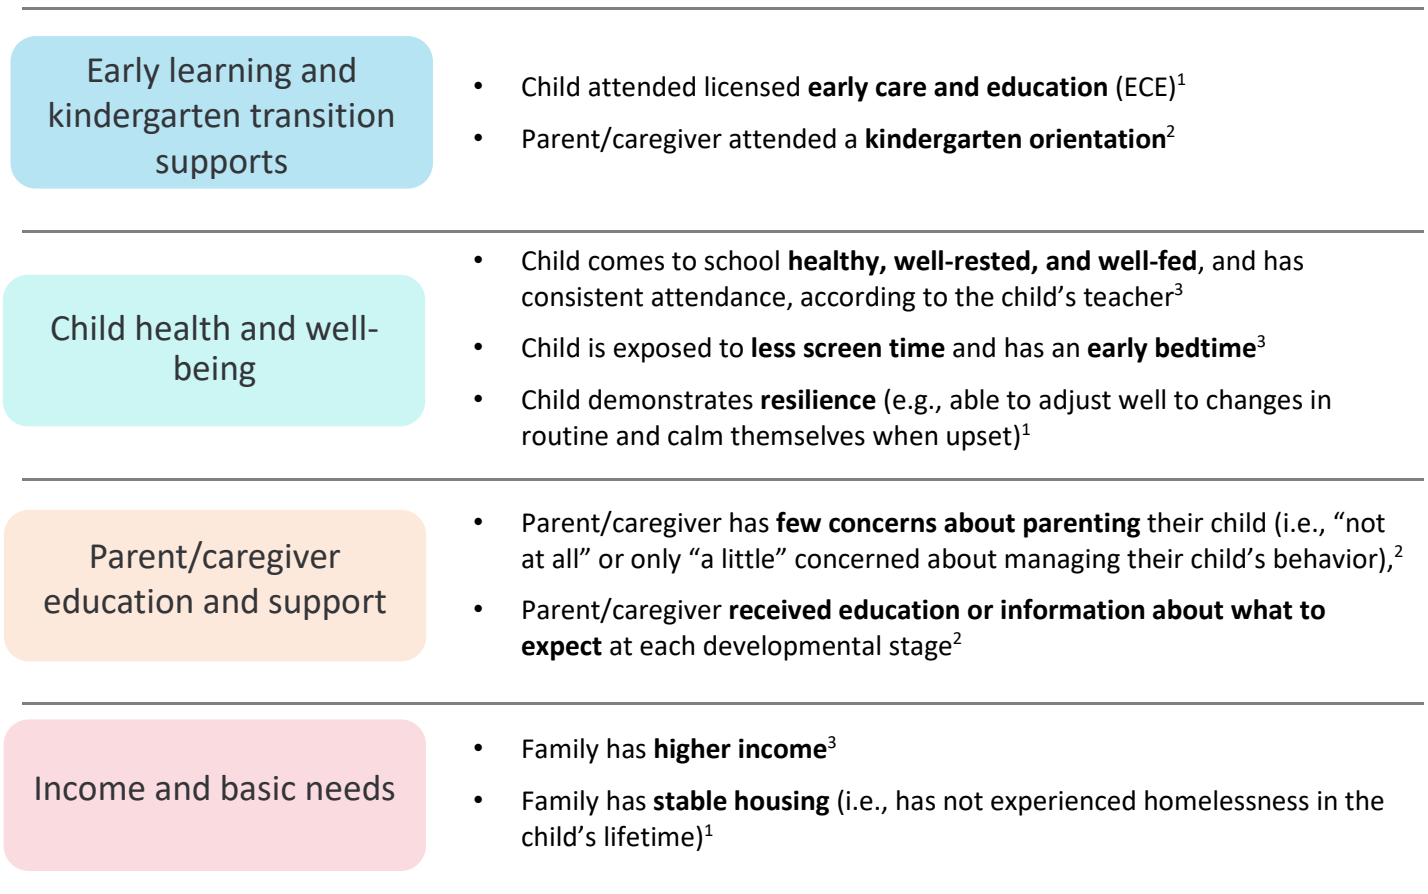 Early learning and
kindergarten transition
supports
• Child attended licensed early care and education (ECE)1
• Parent/caregiver attended a kindergarten orientation2
Child health and well-
being
• Child comes to school healthy, well-rested, and well-fed, and has
consistent attendance, according to the child’s teacher3
• Child is exposed to less screen time and has an early bedtime3
• Child demonstrates resilience (e.g., able to adjust well to changes in
routine and calm themselves when upset)1
Parent/caregiver
education and support
• Parent/caregiver has few concerns about parenting their child (i.e., “not
at all” or only “a little” concerned about managing their child’s behavior),2
• Parent/caregiver received education or information about what to
expect at each developmental stage2
Income and basic needs
• Family has higher income3
• Family has stable housing (i.e., has not experienced homelessness in the
child’s lifetime)1